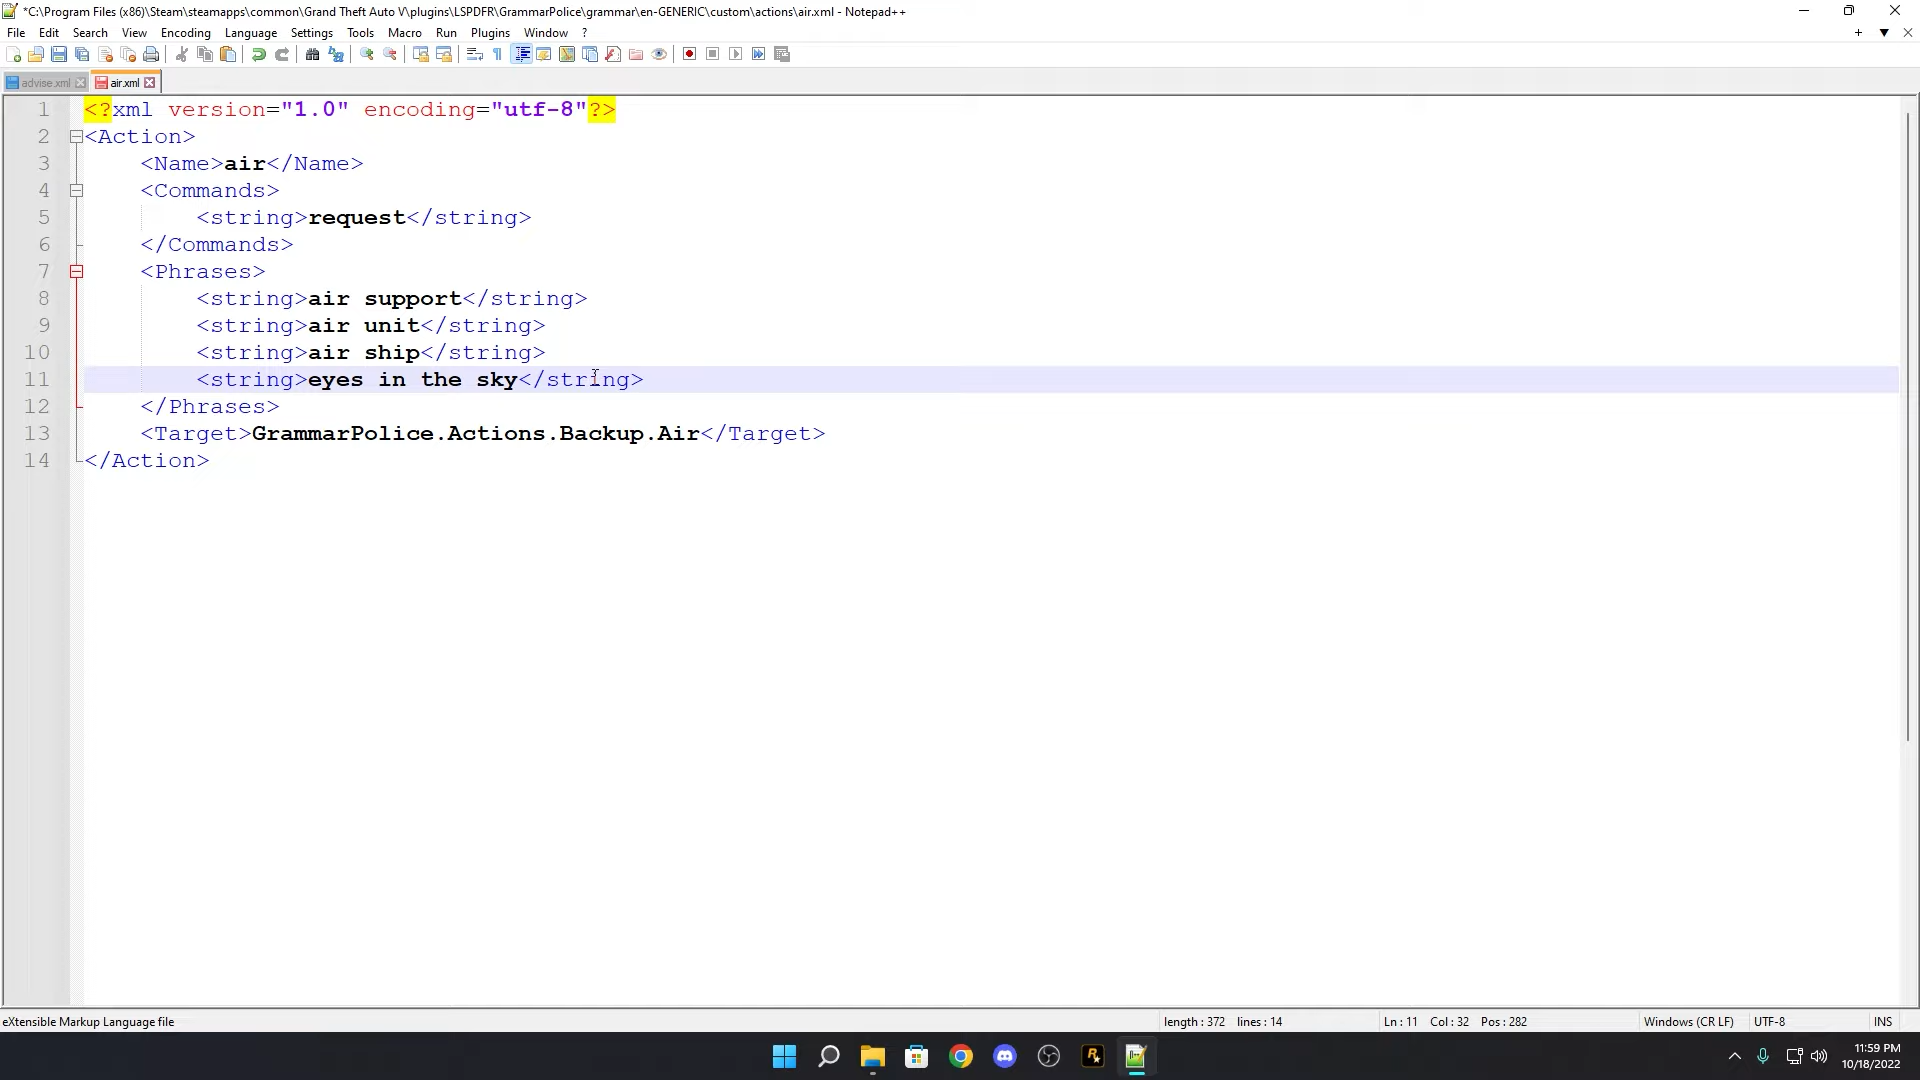 *C:\Program Files (x86)\Steam\steamapps\common\Grand Theft Auto V\plugins\LSPDFR\GrammarPolice\grammar\en-GENERIC\custom\actions\air.xml - Notepad++
File Edit Search View Encoding Language Settings Tools Macro Run Plugins Window ?
advise.xml air.xml
1 <?xml version="1.0" encoding="utf-8"?>
2 <Action>
3 <Name>air</Name>
4 <Commands>
5 <string>request</string>
6 </Commands>
7 <Phrases>
8 <string>air support</string>
9 <string>air unit</string>
10 <string>air ship</string>
11 <string>eyes in the sky</string>
12 </Phrases>
13 <Target>GrammarPolice.Actions.Backup.Air</Target>
14 </Action>
eXtensible Markup Language file length : 372 lines : 14 Ln : 11 Col : 32 Pos : 282 Windows (CR LF) UTF-8 INS
11:59 PM
10/18/2022